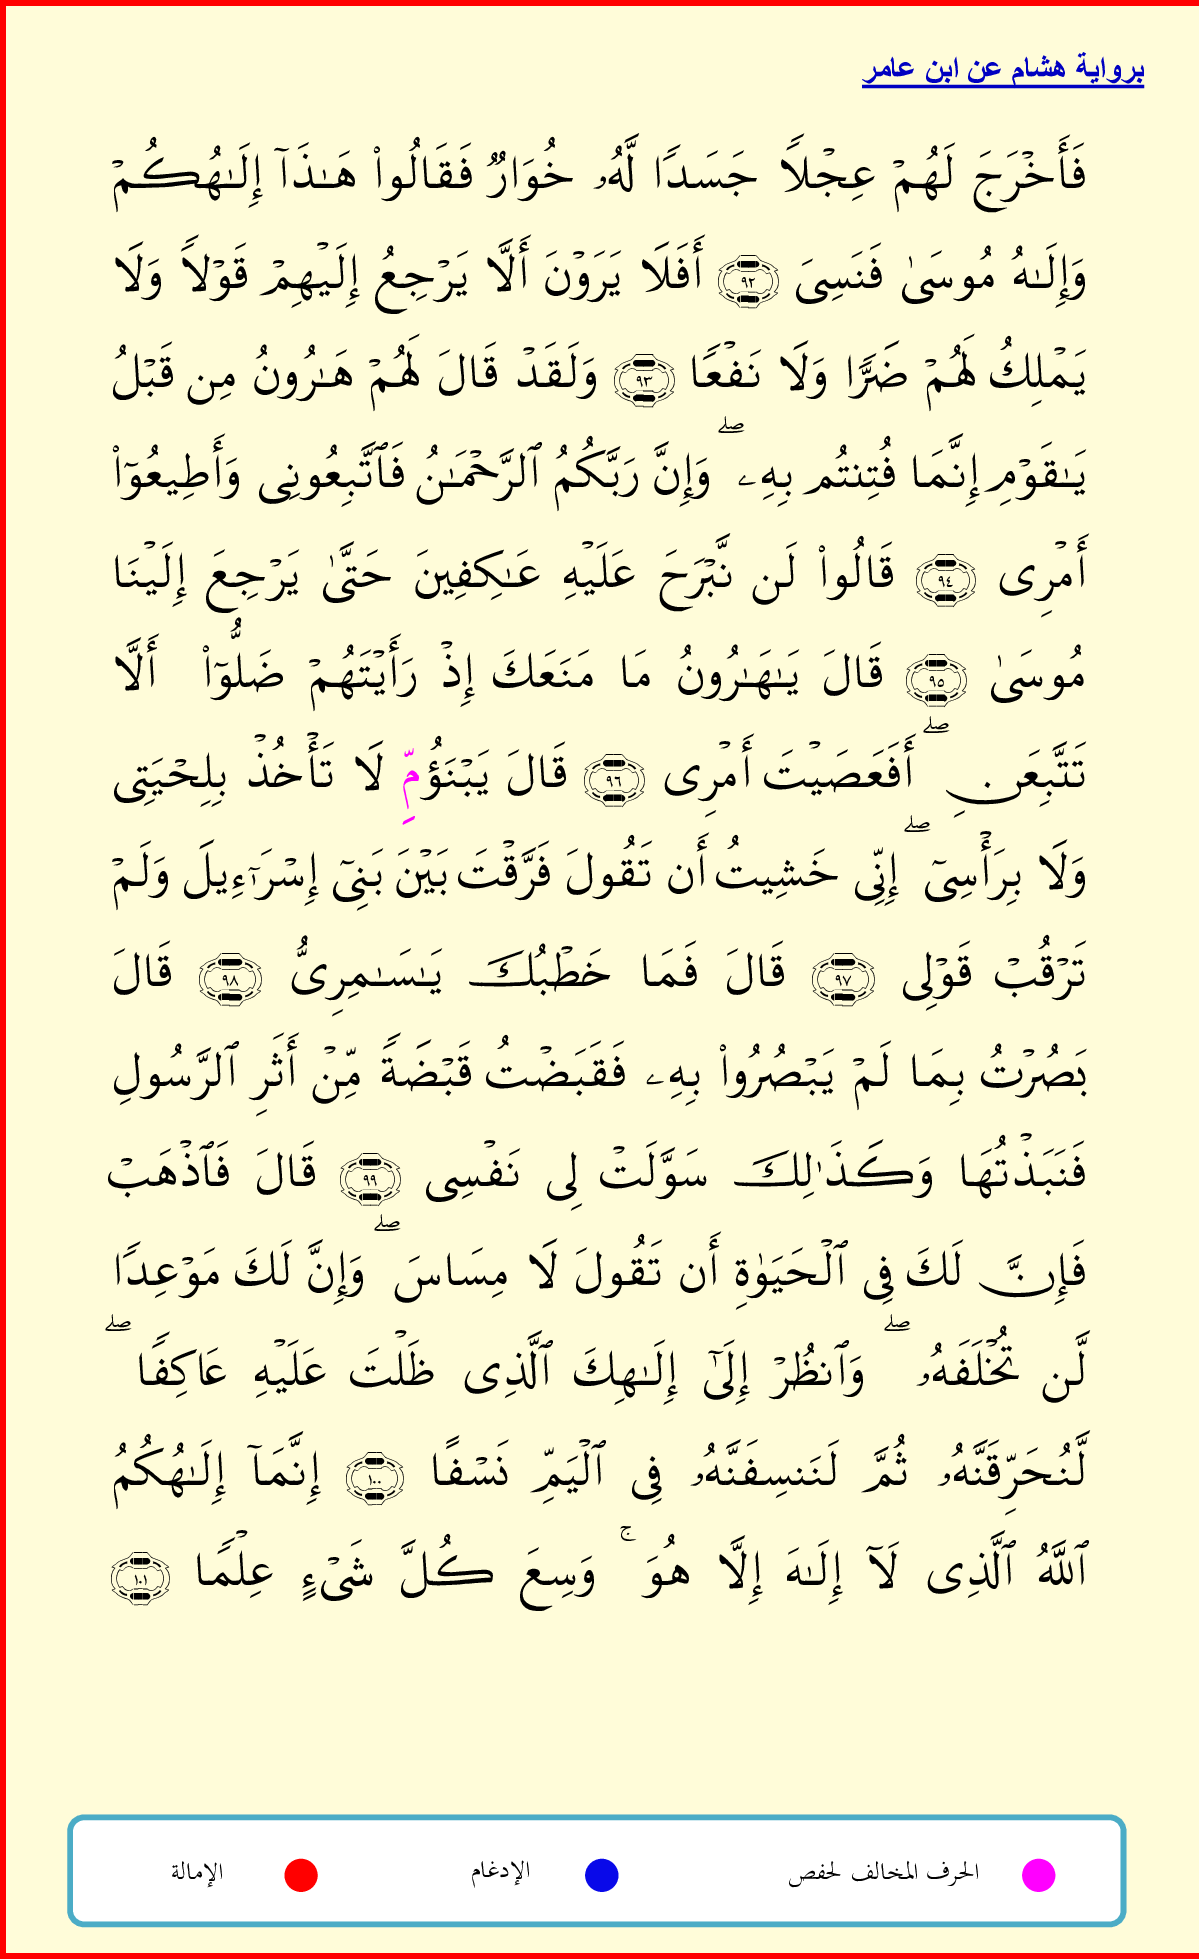 برواية هشام عن ابن عامر
فَأَخۡرَجَ لَهُمۡ عِجۡلٗا جَسَدٗا لَّهُۥ خُوَارٞ فَقَالُواْ هَٰذَآ إِلَٰهُكُمۡ
وَإِلَٰهُ مُوسَىٰ فَنَسِيَ ٩٢ أَفَلَا يَرَوۡنَ أَلَّا يَرۡجِعُ إِلَيۡهِمۡ قَوۡلٗا وَلَا
يَمۡلِكُ لَهُمۡ ضَرّٗا وَلَا نَفۡعٗا ٩٣ وَلَقَدۡ قَالَ لَهُمۡ هَٰرُونُ مِن قَبۡلُ
يَٰقَوۡمِ إِنَّمَا فُتِنتُم بِهِۦۖ وَإِنَّ رَبَّكُمُ ٱلرَّحۡمَٰنُ فَٱتَّبِعُونِي وَأَطِيعُوٓاْ
أَمۡرِي ٩٤ قَالُواْ لَن نَّبۡرَحَ عَلَيۡهِ عَٰكِفِينَ حَتَّىٰ يَرۡجِعَ إِلَيۡنَا
مُوسَىٰ ٩٥ قَالَ يَٰهَٰرُونُ مَا مَنَعَكَ إِذۡ رَأَيۡتَهُمۡ ضَلُّوٓاْ أَلَّا
تَتَّبِعَنِۖ أَفَعَصَيۡتَ أَمۡرِي ٩٦ قَالَ يَبۡنَؤُمِّ لَا تَأۡخُذۡ بِلِحۡيَتِي
وَلَا بِرَأۡسِيٓۖ إِنِّي خَشِيتُ أَن تَقُولَ فَرَّقۡتَ بَيۡنَ بَنِيٓ إِسۡرَٰٓءِيلَ وَلَمۡ
تَرۡقُبۡ قَوۡلِي ٩٧ قَالَ فَمَا خَطۡبُكَ يَٰسَٰمِرِيُّ ٩٨ قَالَ
بَصُرۡتُ بِمَا لَمۡ يَبۡصُرُواْ بِهِۦ فَقَبَضۡتُ قَبۡضَةٗ مِّنۡ أَثَرِ ٱلرَّسُولِ
فَنَبَذۡتُهَا وَكَذَٰلِكَ سَوَّلَتۡ لِي نَفۡسِي ٩٩ قَالَ فَٱذۡهَبۡ
فَإِنَّ لَكَ فِي ٱلۡحَيَوٰةِ أَن تَقُولَ لَا مِسَاسَۖ وَإِنَّ لَكَ مَوۡعِدٗا
لَّن تُخۡلَفَهُۥۖ وَٱنظُرۡ إِلَىٰٓ إِلَٰهِكَ ٱلَّذِي ظَلۡتَ عَلَيۡهِ عَاكِفٗاۖ
لَّنُحَرِّقَنَّهُۥ ثُمَّ لَنَنسِفَنَّهُۥ فِي ٱلۡيَمِّ نَسۡفًا ١٠٠ إِنَّمَآ إِلَٰهُكُمُ
ٱللَّهُ ٱلَّذِي لَآ إِلَٰهَ إِلَّا هُوَۚ وَسِعَ كُلَّ شَيۡءٍ عِلۡمٗا ١٠١
الحرف المخالف لحفص الإدغام الإمالة